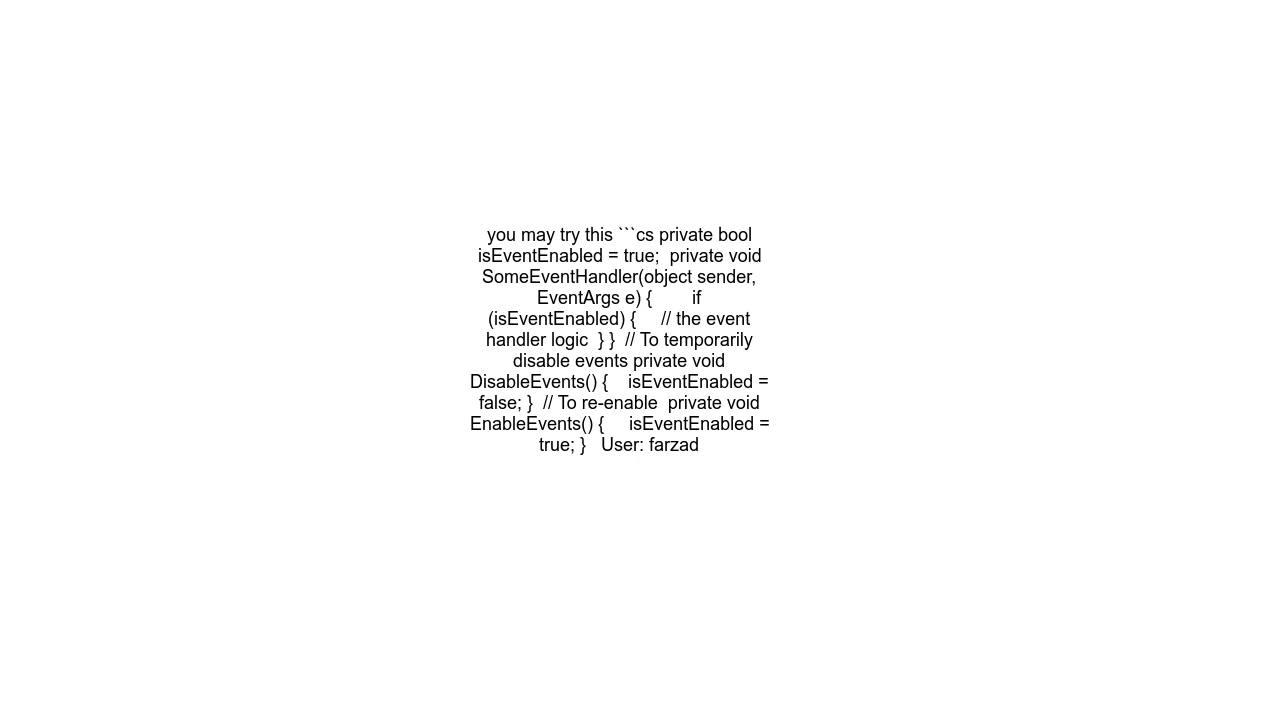 you may try this ```cs private bool
isEventEnabled = true;  private void
SomeEventHandler(object sender,
EventArgs e) {        if
(isEventEnabled) {     // the event
handler logic  } }  // To temporarily
disable events private void
DisableEvents() {    isEventEnabled =
false; }  // To re-enable  private void
EnableEvents() {     isEventEnabled =
true; }   User: farzad